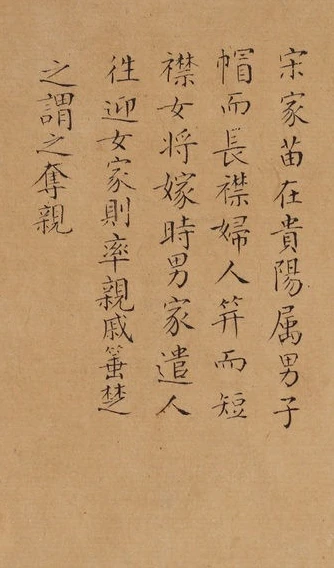 宋家苗在貴陽属男子
帽而長襟婦人笄而短
襟女将嫁時男家遣人
徃迎女家則率親戚箠楚
之謂之奪親